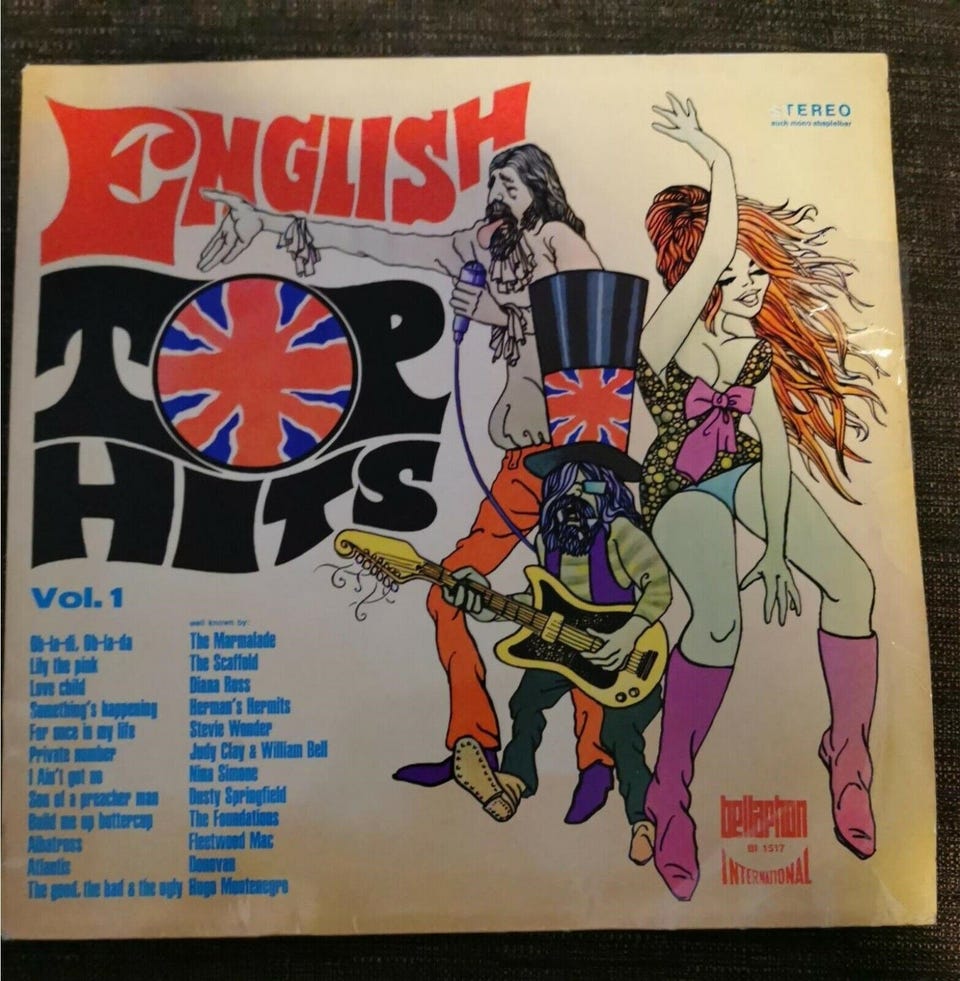 ENGLISH
TOP
HITS
Vol. 1
STEREO
auch mono abspielbar
well known by:
Ob-la-di, Ob-la-da The Marmalade
Lily the pink The Scaffold
Love child Diana Ross
Something's happening Herman's Hermits
For once in my life Stevie Wonder
Private number Judy Clay & William Bell
I Ain't got no Nina Simone
Son of a preacher man Dusty Springfield
Build me up buttercup The Foundations
Albatross Fleetwood Mac
Atlantis Donovan
The good, the bad & the ugly Hugo Montenegro
bellaphon
BI 1517
INTERNATIONAL